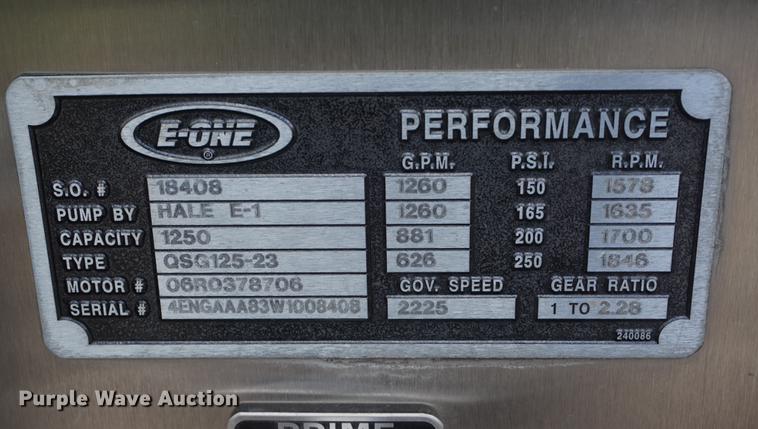 E-ONE ®
PERFORMANCE
G.P.M. P.S.I. R.P.M.
S.O. # 18408 1260 150 1578
PUMP BY HALE E-1 1260 165 1635
CAPACITY 1250 881 200 1700
TYPE QSG125-23 626 250 1846
MOTOR # 06R0378706 GOV. SPEED GEAR RATIO
SERIAL # 4ENGAAA83W1008408 2225 1 TO 2.28
240086
Purple Wave Auction
PRIME